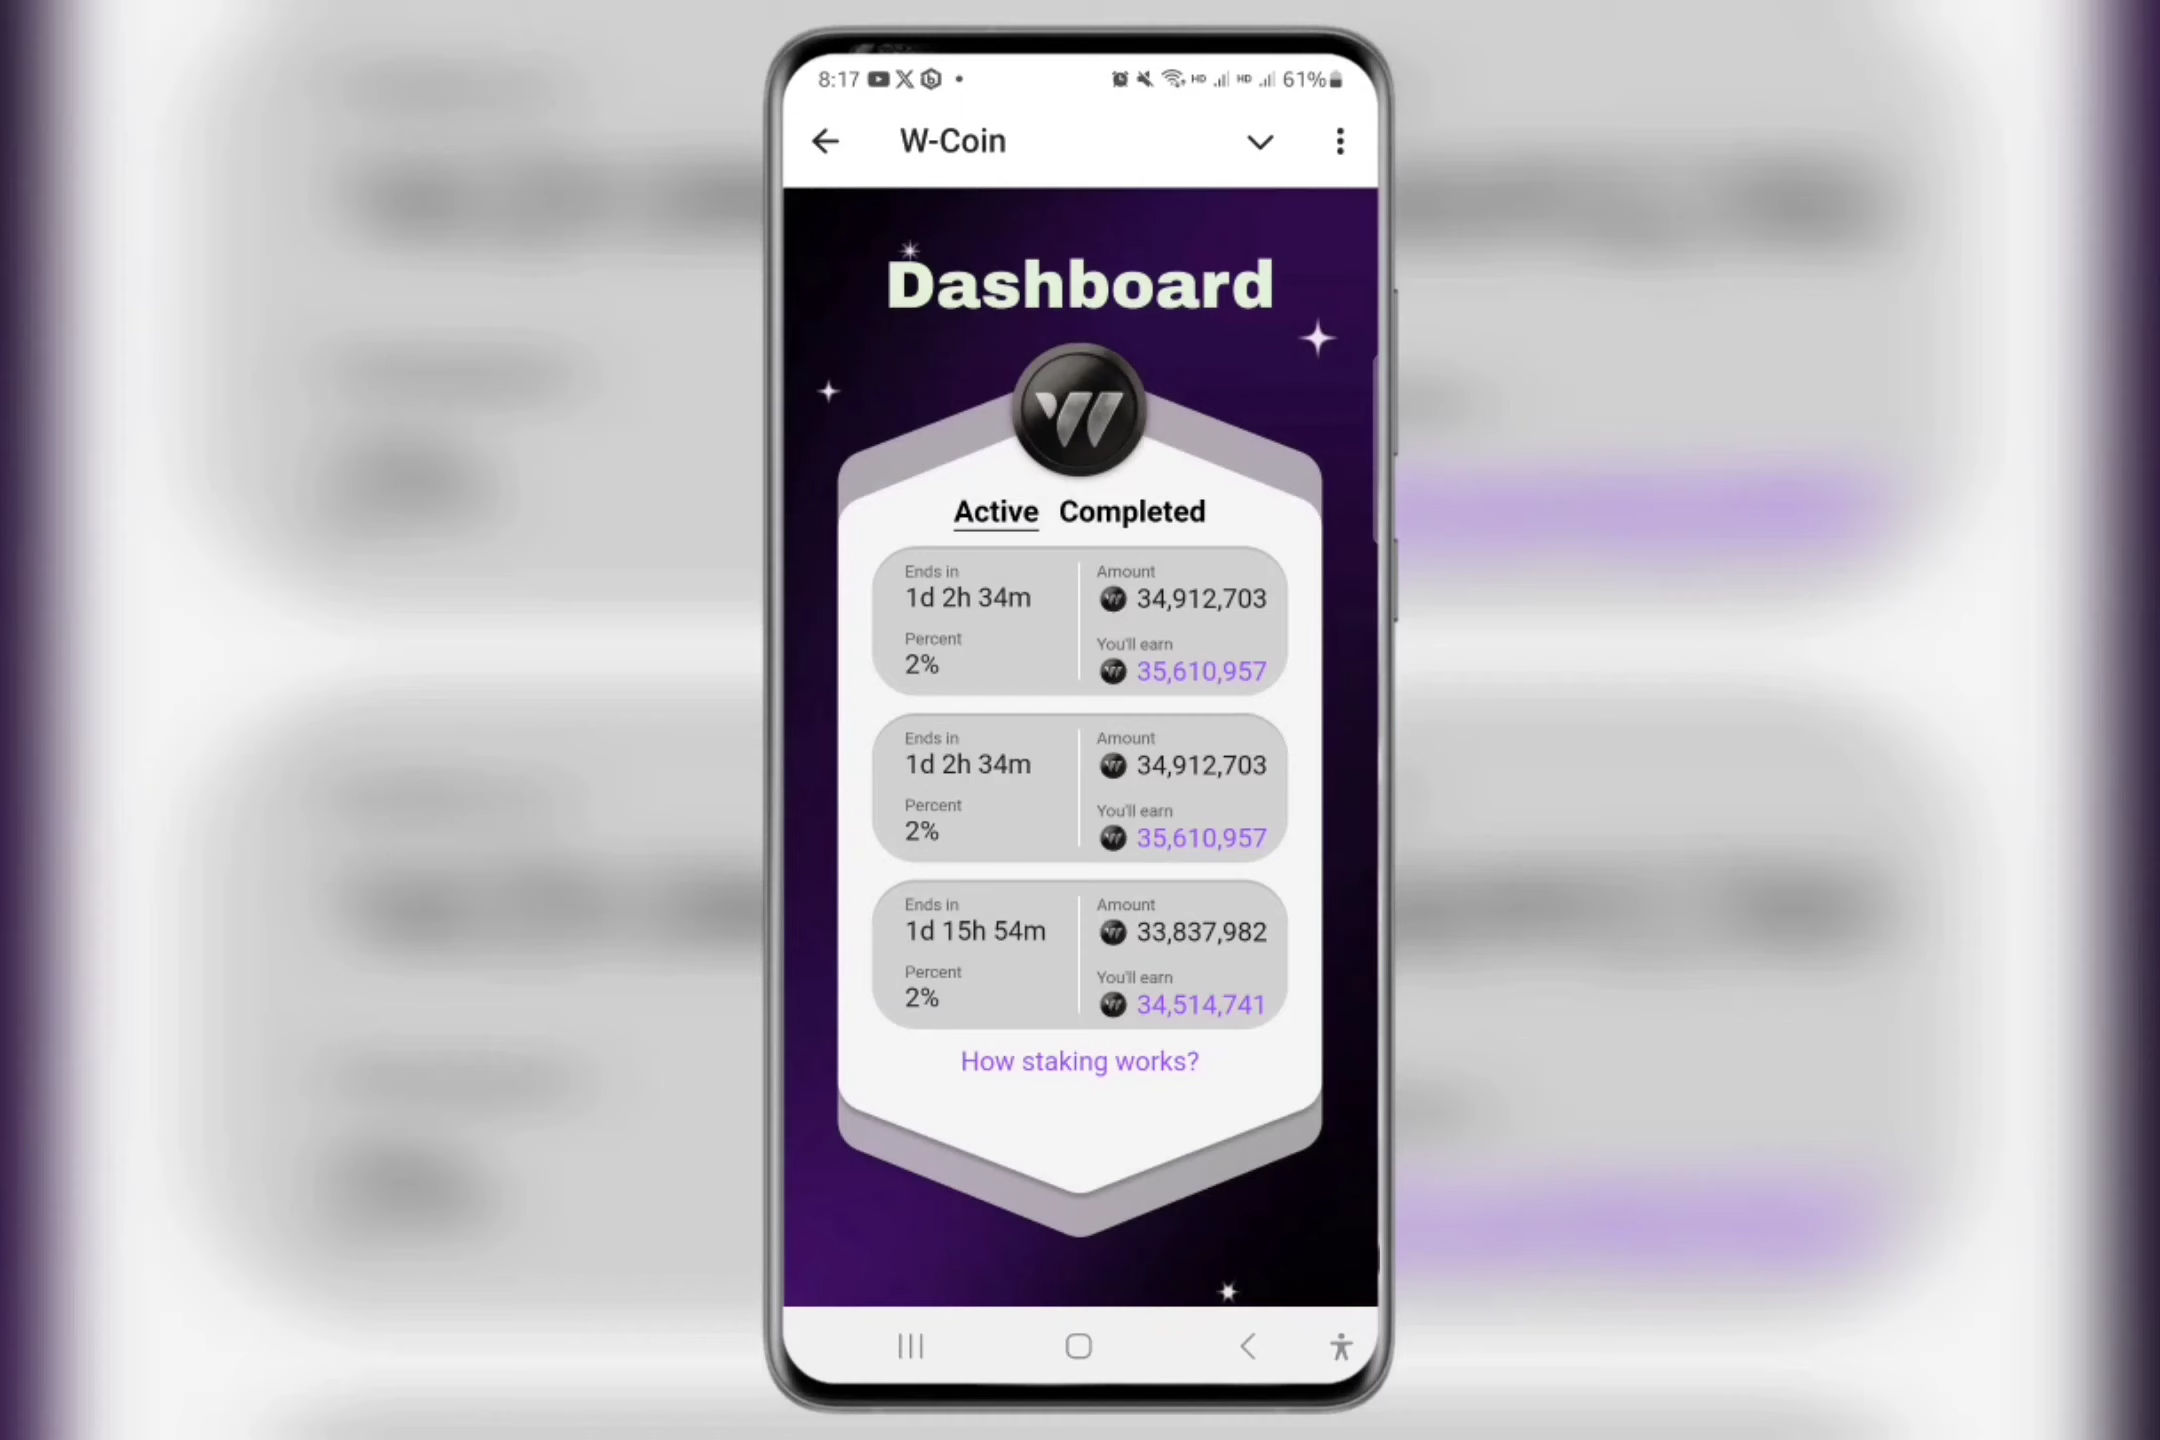 8:17 HD HD 61%
W-Coin
Dashboard
Active Completed
Ends in Amount
1d 2h 34m 34,912,703
Percent You'll earn
2% 35,610,957
Ends in Amount
1d 2h 34m 34,912,703
Percent You'll earn
2% 35,610,957
Ends in Amount
1d 15h 54m 33,837,982
Percent You'll earn
2% 34,514,741
How staking works?